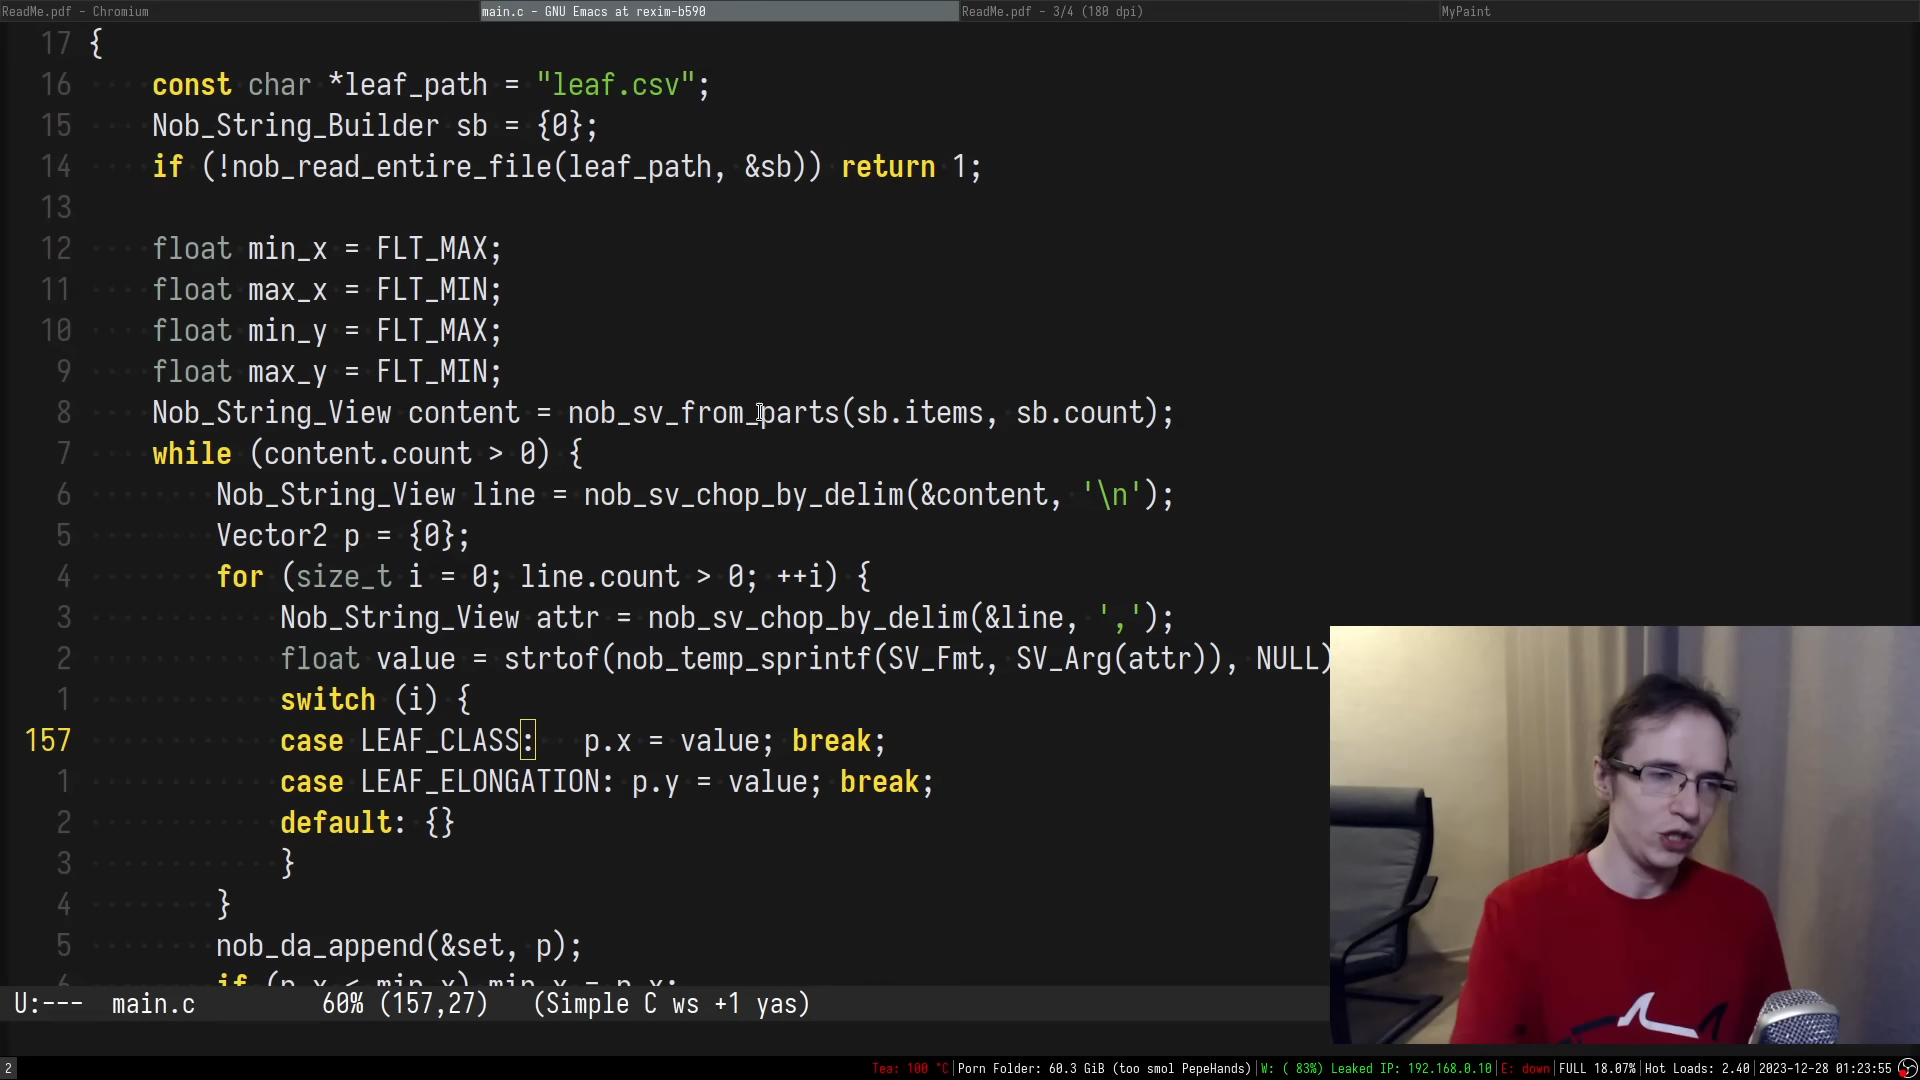 ReadMe.pdf - Chromium
main.c - GNU Emacs at rexim-b590
ReadMe.pdf - 3/4 (180 dpi)
MyPaint
17 {
16 const char *leaf_path = "leaf.csv";
15 Nob_String_Builder sb = {0};
14 if (!nob_read_entire_file(leaf_path, &sb)) return 1;
13
12 float min_x = FLT_MAX;
11 float max_x = FLT_MIN;
10 float min_y = FLT_MAX;
9 float max_y = FLT_MIN;
8 Nob_String_View content = nob_sv_from_parts(sb.items, sb.count);
7 while (content.count > 0) {
6 Nob_String_View line = nob_sv_chop_by_delim(&content, '\n');
5 Vector2 p = {0};
4 for (size_t i = 0; line.count > 0; ++i) {
3 Nob_String_View attr = nob_sv_chop_by_delim(&line, ',');
2 float value = strtof(nob_temp_sprintf(SV_Fmt, SV_Arg(attr)), NULL)
1 switch (i) {
157 case LEAF_CLASS: p.x = value; break;
1 case LEAF_ELONGATION: p.y = value; break;
2 default: {}
3 }
4 }
5 nob_da_append(&set, p);
6 if (p.x < min_x) min_x = p.x;
U:--- main.c 60% (157,27) (Simple C ws +1 yas)
2 Tea: 100 °C|Porn Folder: 60.3 GiB (too smol PepeHands)|W: ( 83%) Leaked IP: 192.168.0.10|E: down|FULL 18.07%|Hot Loads: 2.40|2023-12-28 01:23:55